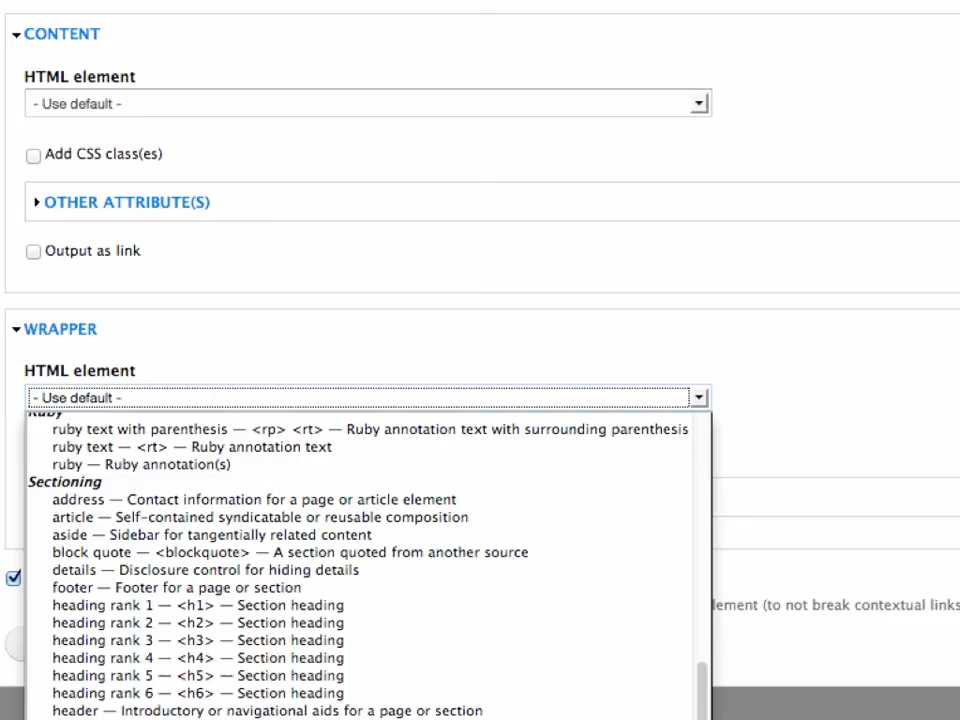 CONTENT
HTML element
- Use default -
Add CSS class(es)
OTHER ATTRIBUTE(S)
Output as link
WRAPPER
HTML element
- Use default -
Ruby
ruby text with parenthesis — <rp> <rt> — Ruby annotation text with surrounding parenthesis
ruby text — <rt> — Ruby annotation text
ruby — Ruby annotation(s)
Sectioning
address — Contact information for a page or article element
article — Self-contained syndicatable or reusable composition
aside — Sidebar for tangentially related content
block quote — <blockquote> — A section quoted from another source
details — Disclosure control for hiding details
footer — Footer for a page or section
heading rank 1 — <h1> — Section heading
lement (to not break contextual links
heading rank 2 — <h2> — Section heading
heading rank 3 — <h3> — Section heading
heading rank 4 — <h4> — Section heading
heading rank 5 — <h5> — Section heading
heading rank 6 — <h6> — Section heading
header — Introductory or navigational aids for a page or section